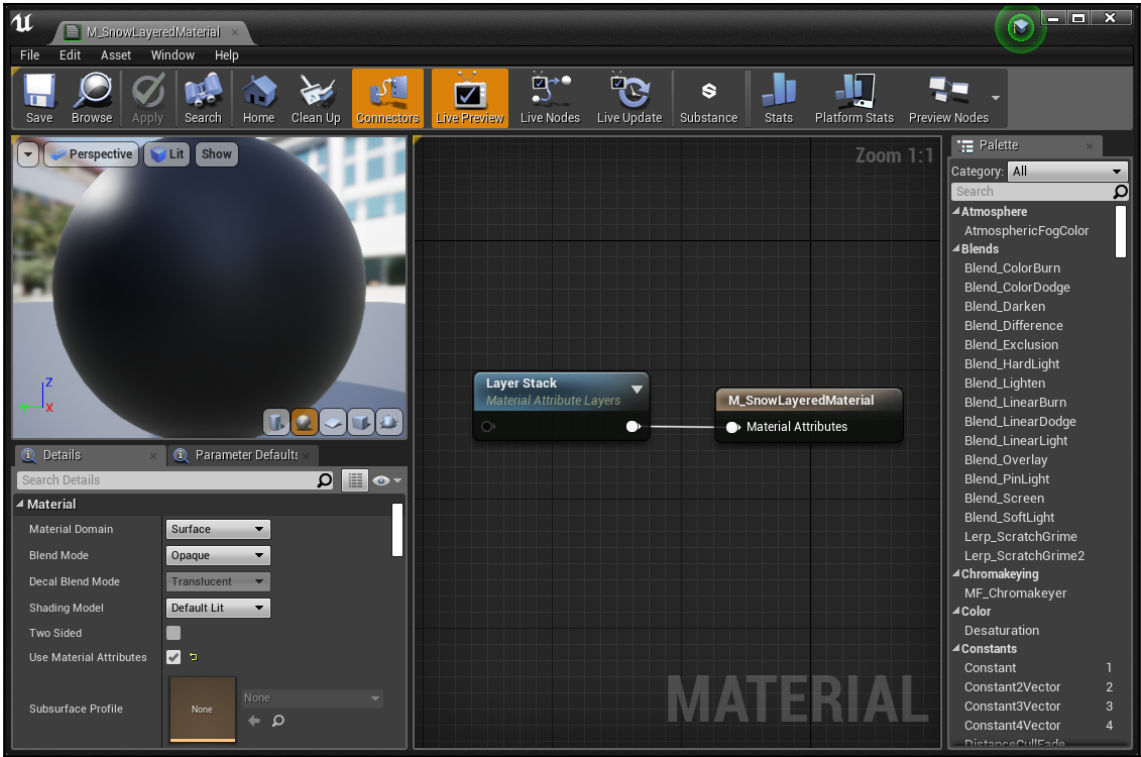 M_SnowLayeredMaterial
File Edit Asset Window Help
Save Browse Apply Search Home Clean Up Connectors Live Preview Live Nodes Live Update Substance Stats Platform Stats Preview Nodes
Perspective Lit Show
Z
Y X
Details Parameter Defaults
Search Details
Material
Material Domain Surface
Blend Mode Opaque
Decal Blend Mode Translucent
Shading Model Default Lit
Two Sided
Use Material Attributes
Subsurface Profile None None
Zoom 1:1
Layer Stack
Material Attribute Layers
M_SnowLayeredMaterial
Material Attributes
MATERIAL
Palette
Category: All
Search
Atmosphere
AtmosphericFogColor
Blends
Blend_ColorBurn
Blend_ColorDodge
Blend_Darken
Blend_Difference
Blend_Exclusion
Blend_HardLight
Blend_Lighten
Blend_LinearBurn
Blend_LinearDodge
Blend_LinearLight
Blend_Overlay
Blend_PinLight
Blend_Screen
Blend_SoftLight
Lerp_ScratchGrime
Lerp_ScratchGrime2
Chromakeying
MF_Chromakeyer
Color
Desaturation
Constants
Constant 1
Constant2Vector 2
Constant3Vector 3
Constant4Vector 4
DistanceCullFade